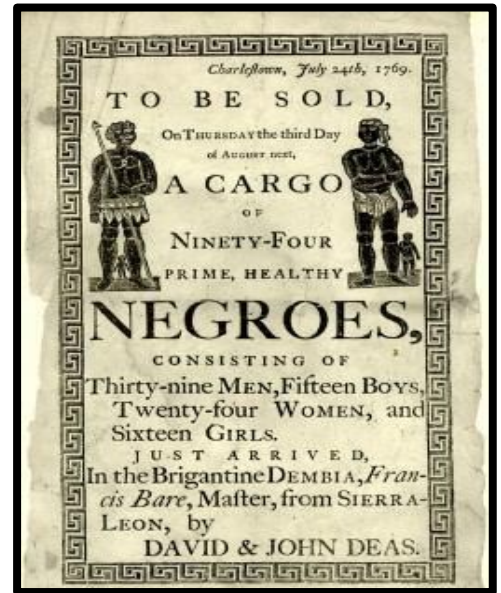 Charleſtown, July 24th, 1769.
TO BE SOLD,
On THURSDAY the third Day
of AUGUST next,
A CARGO
OF
NINETY-FOUR
PRIME, HEALTHY
NEGROES,
CONSISTING OF
Thirty-nine MEN, Fifteen BOYS,
Twenty-four WOMEN, and
Sixteen GIRLS.
JUST ARRIVED,
In the Brigantine DEMBIA, Fran-
cis Bare, Maſter, from SIERRA-
LEON, by
DAVID & JOHN DEAS.